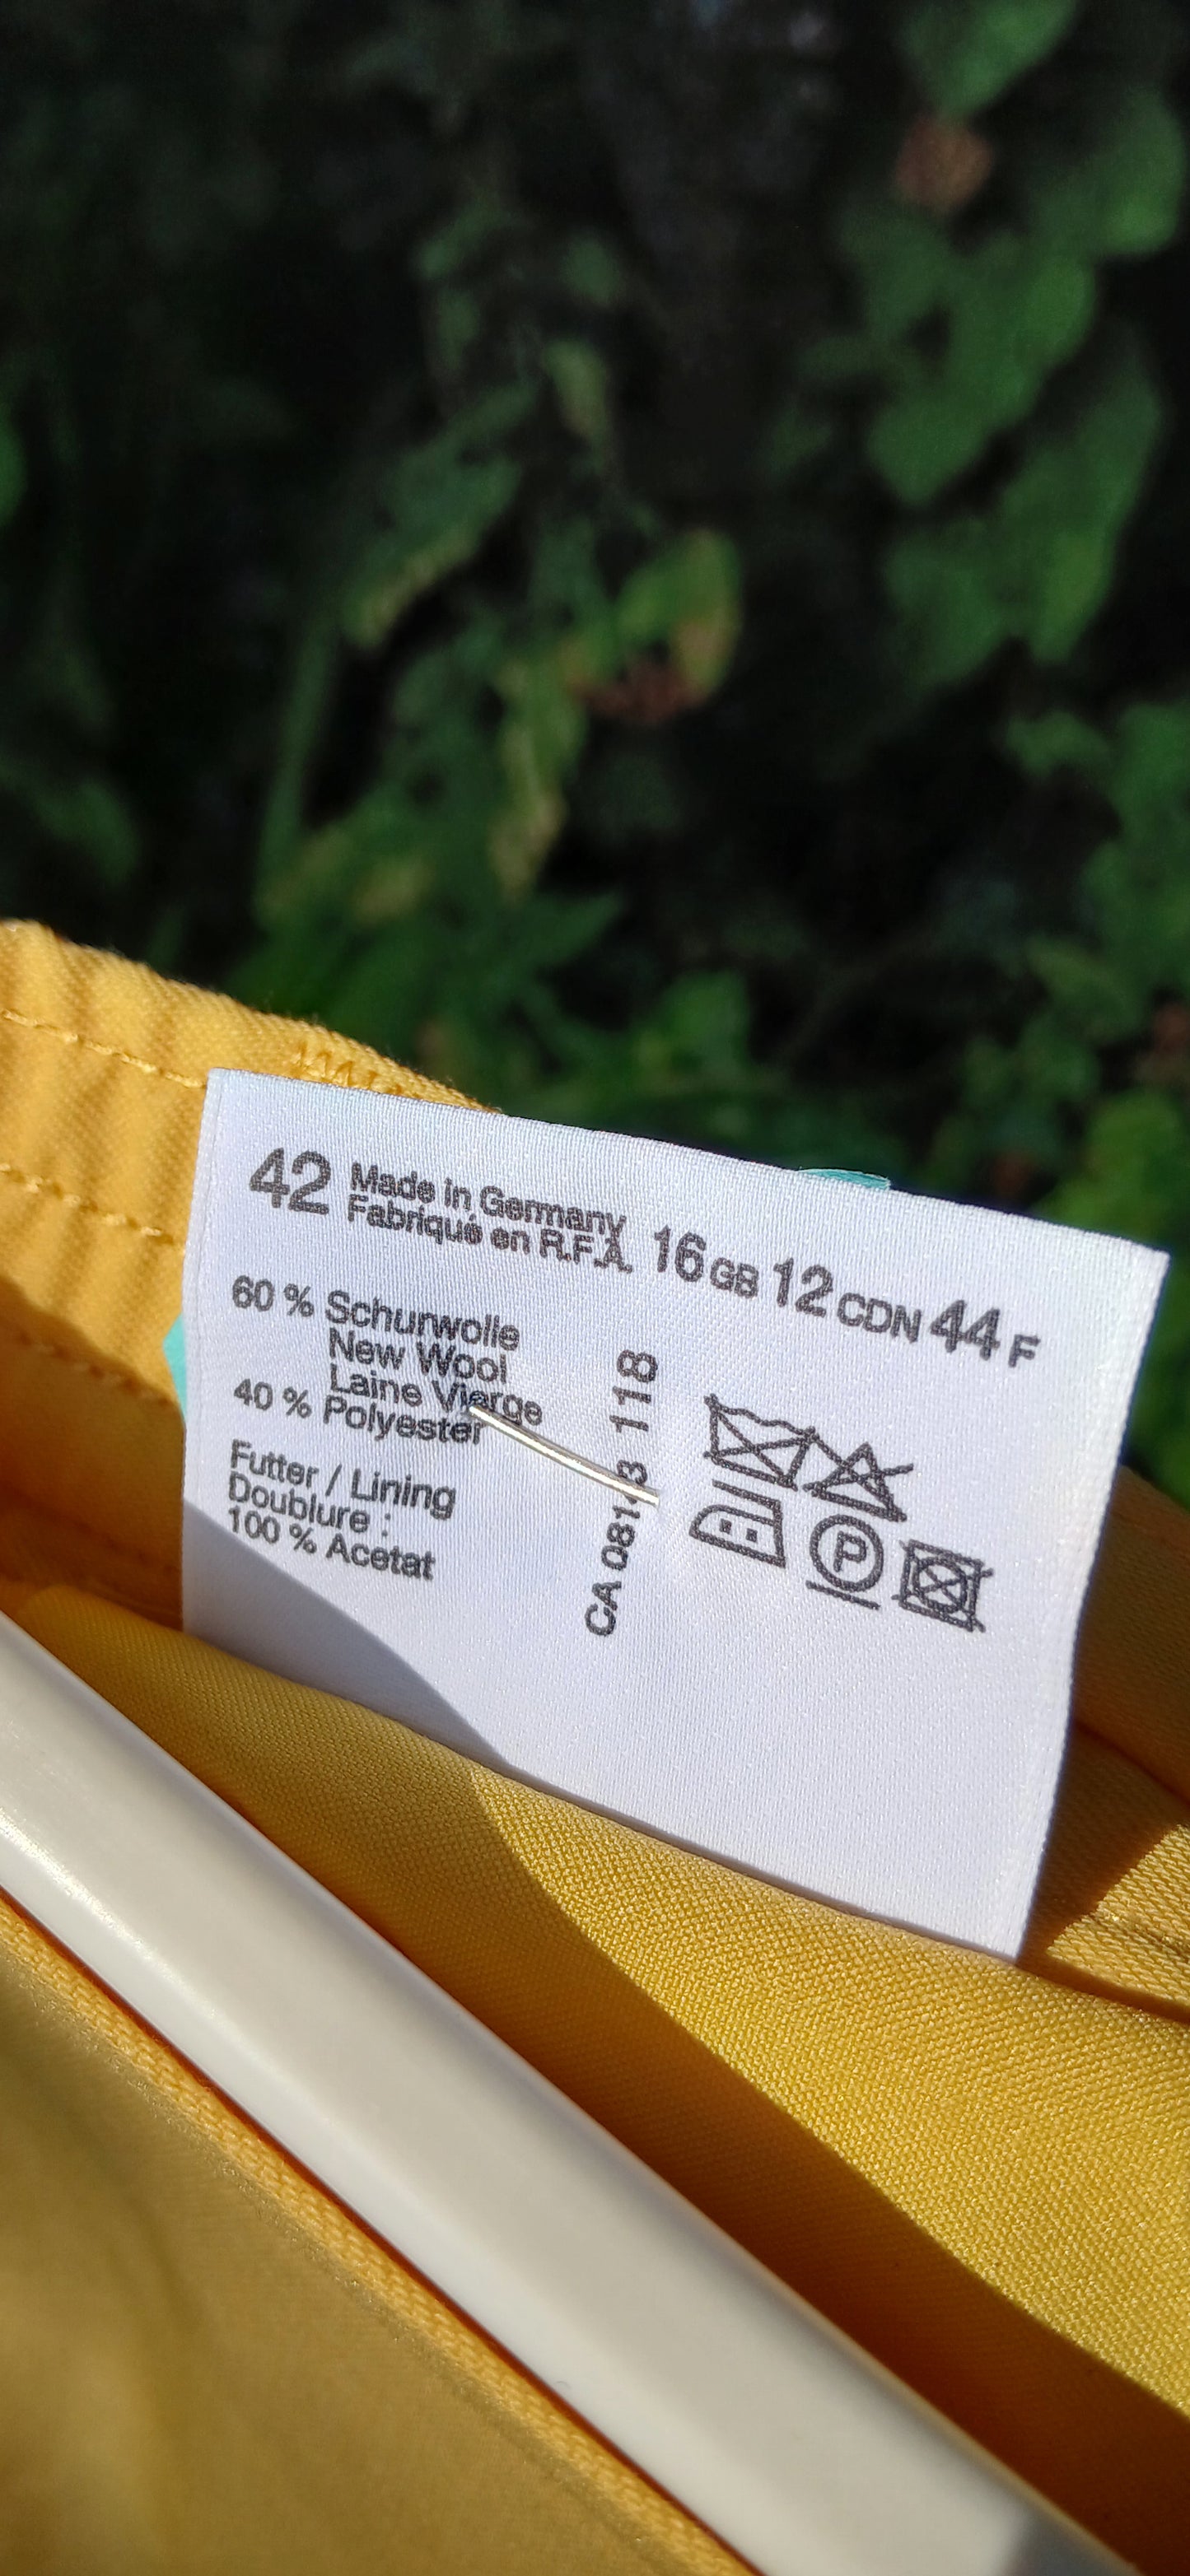 42 Made in Germany 16 GB 12 CDN 44 F
Fabriqué en R.F.A.
60 % Schurwolle
New Wool
Laine Vierge
40 % Polyester
Futter / Lining
Doublure :
100 % Acetat
CA 118
P